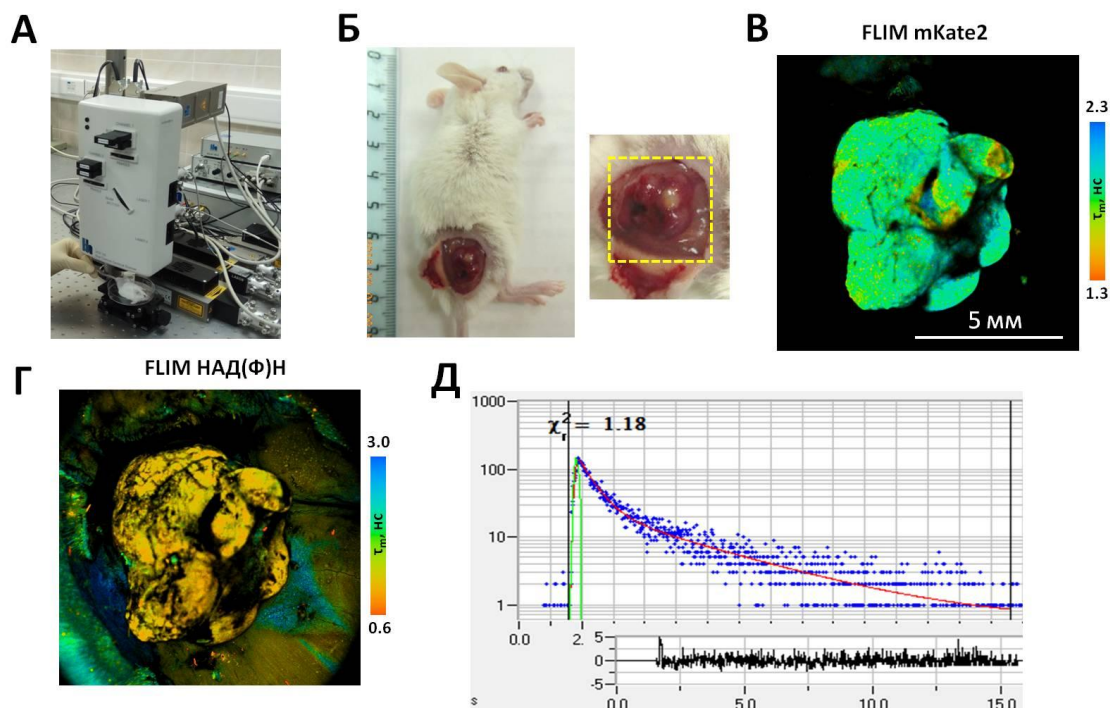 А
Б
В
FLIM mKate2
2.3
τm, нс
1.3
5 мм
Г
FLIM НАД(Ф)Н
3.0
τm, нс
0.6
Д
1000
100
10
1
χr2 = 1.18
0.0
2.
5
0
-5
s
0.0
5.0
10.0
15.0